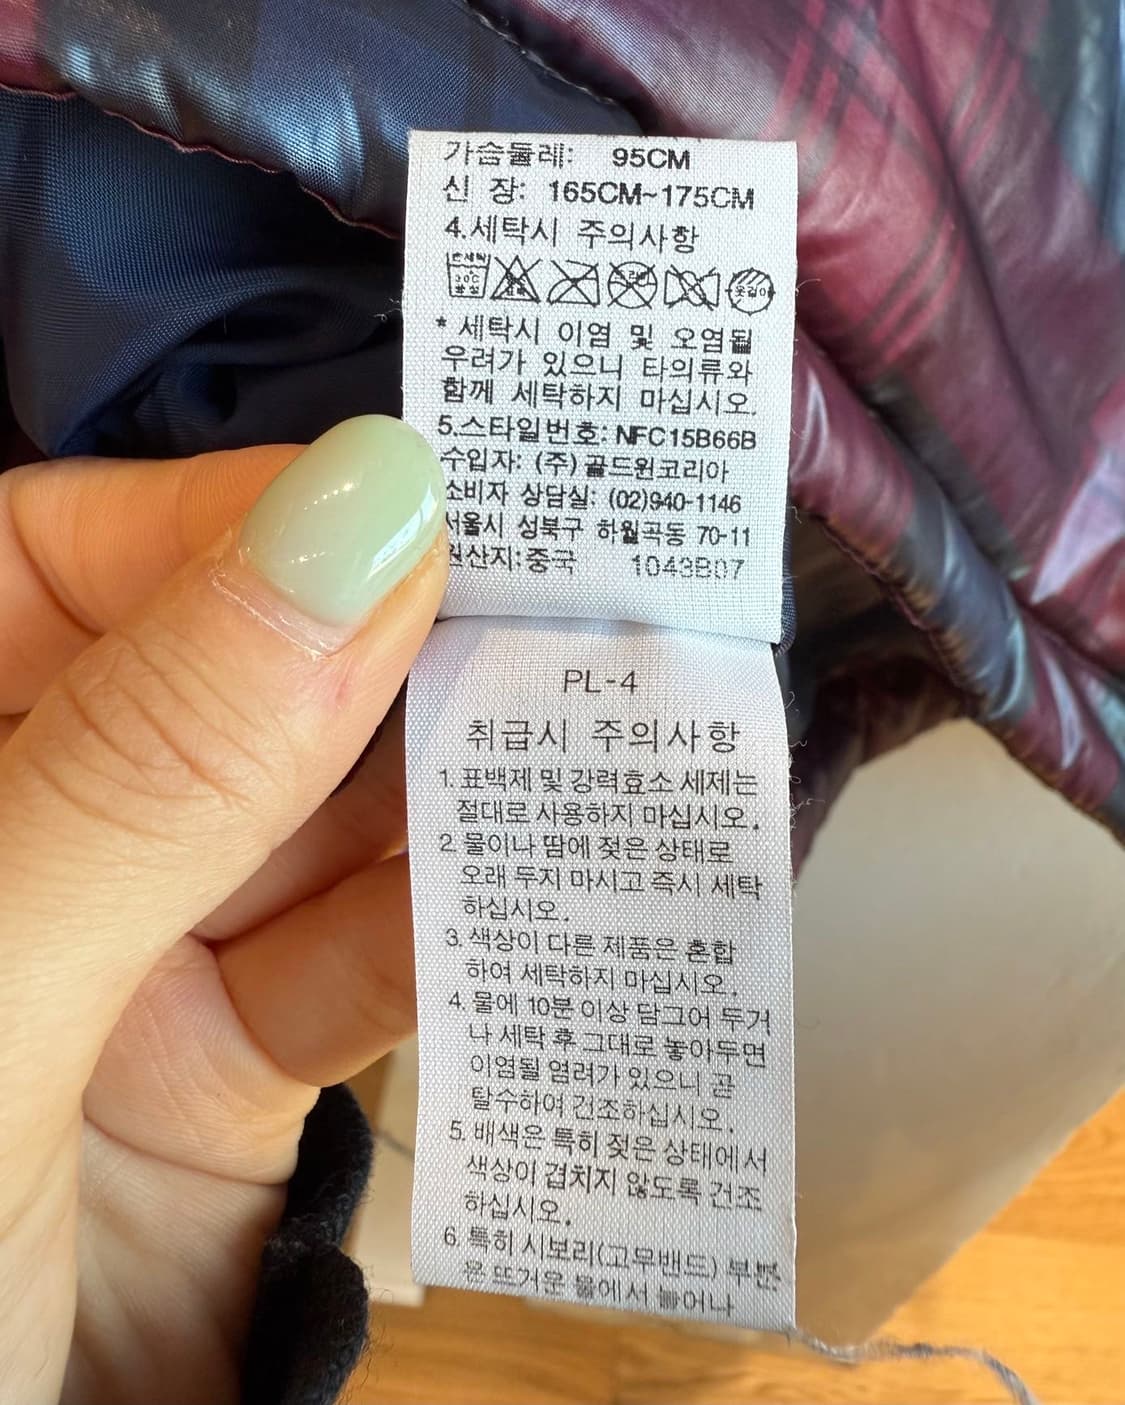 가슴둘레: 95CM
신 장: 165CM~175CM
4.세탁시 주의사항
손세탁 30℃ 중성
옷걸이
* 세탁시 이염 및 오염될
우려가 있으니 타의류와
함께 세탁하지 마십시오.
5.스타일번호: NFC15B66B
수입자: (주)골드윈코리아
소비자 상담실: (02)940-1146
서울시 성북구 하월곡동 70-11
원산지:중국 1043B07
PL-4
취급시 주의사항
1. 표백제 및 강력효소 세제는
절대로 사용하지 마십시오.
2. 물이나 땀에 젖은 상태로
오래 두지 마시고 즉시 세탁
하십시오.
3. 색상이 다른 제품은 혼합
하여 세탁하지 마십시오.
4. 물에 10분 이상 담그어 두거
나 세탁 후 그대로 놓아두면
이염될 염려가 있으니 곧
탈수하여 건조하십시오.
5. 배색은 특히 젖은 상태에서
색상이 겹치지 않도록 건조
하십시오.
6. 특히 시보리(고무밴드) 부분
은 뜨거운 물에서 늘어나